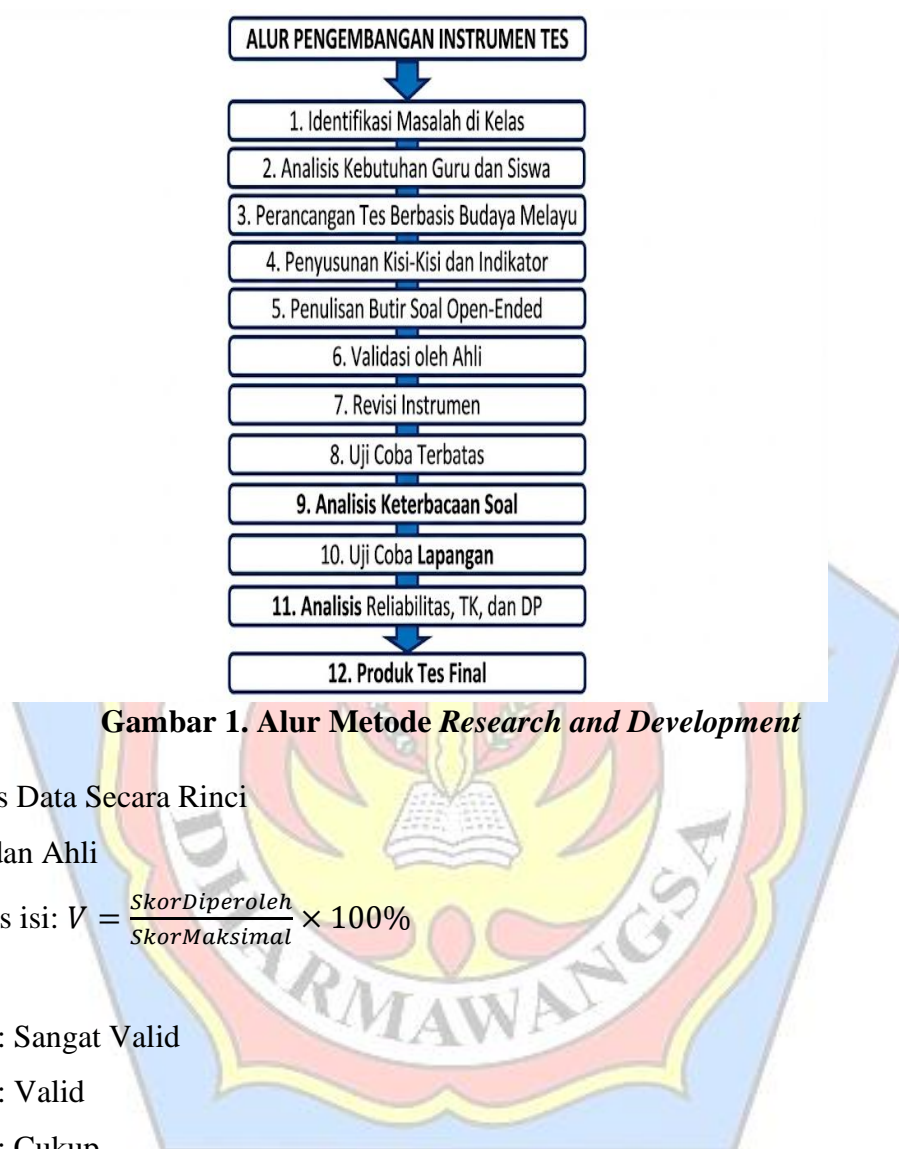 ALUR PENGEMBANGAN INSTRUMEN TES
1. Identifikasi Masalah di Kelas
2. Analisis Kebutuhan Guru dan Siswa
3. Perancangan Tes Berbasis Budaya Melayu
4. Penyusunan Kisi-Kisi dan Indikator
5. Penulisan Butir Soal Open-Ended
6. Validasi oleh Ahli
7. Revisi Instrumen
8. Uji Coba Terbatas
9. Analisis Keterbacaan Soal
10. Uji Coba Lapangan
11. Analisis Reliabilitas, TK, dan DP
12. Produk Tes Final
Gambar 1. Alur Metode Research and Development
s Data Secara Rinci
dan Ahli
s isi: V = SkorDiperoleh/SkorMaksimal × 100%
: Sangat Valid
: Valid
: Cukup
DHARMAWANGSA